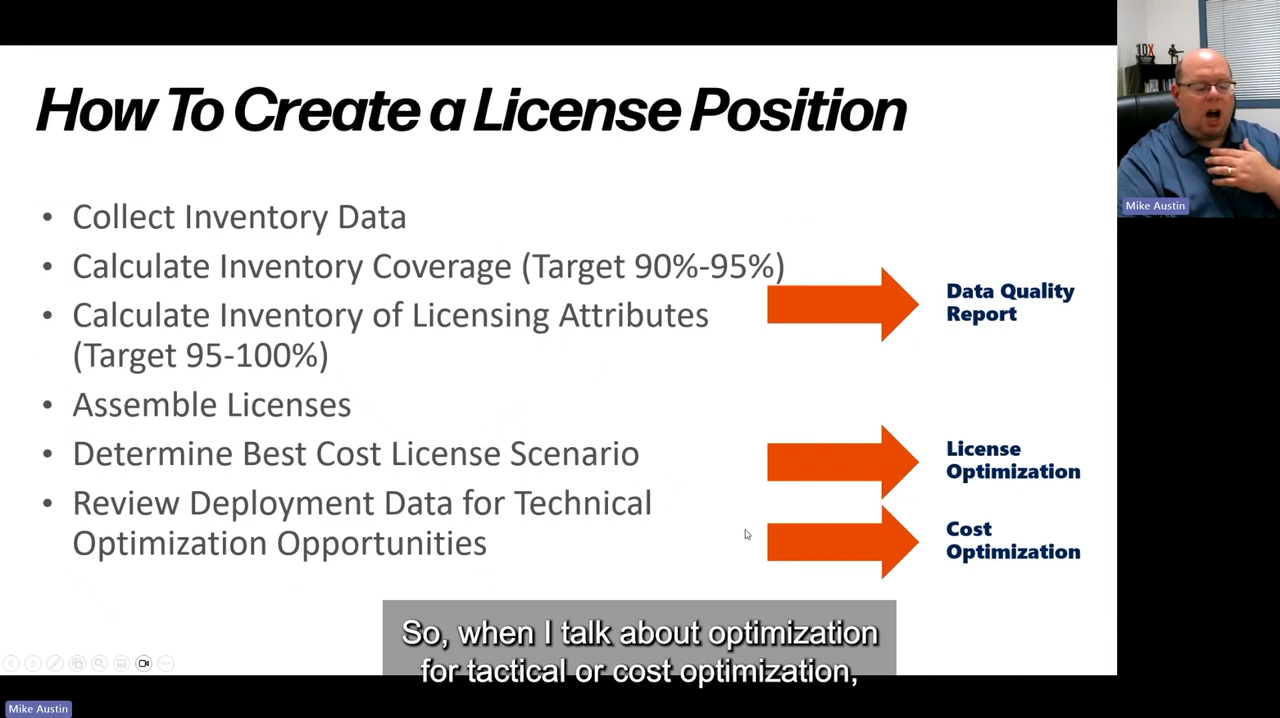 How To Create a License Position
• Collect Inventory Data
• Calculate Inventory Coverage (Target 90%-95%)
• Calculate Inventory of Licensing Attributes
(Target 95-100%)
• Assemble Licenses
• Determine Best Cost License Scenario
• Review Deployment Data for Technical
Optimization Opportunities
Data Quality
Report
License
Optimization
Cost
Optimization
10X
Mike Austin
So, when I talk about optimization
for tactical or cost optimization,
Mike Austin